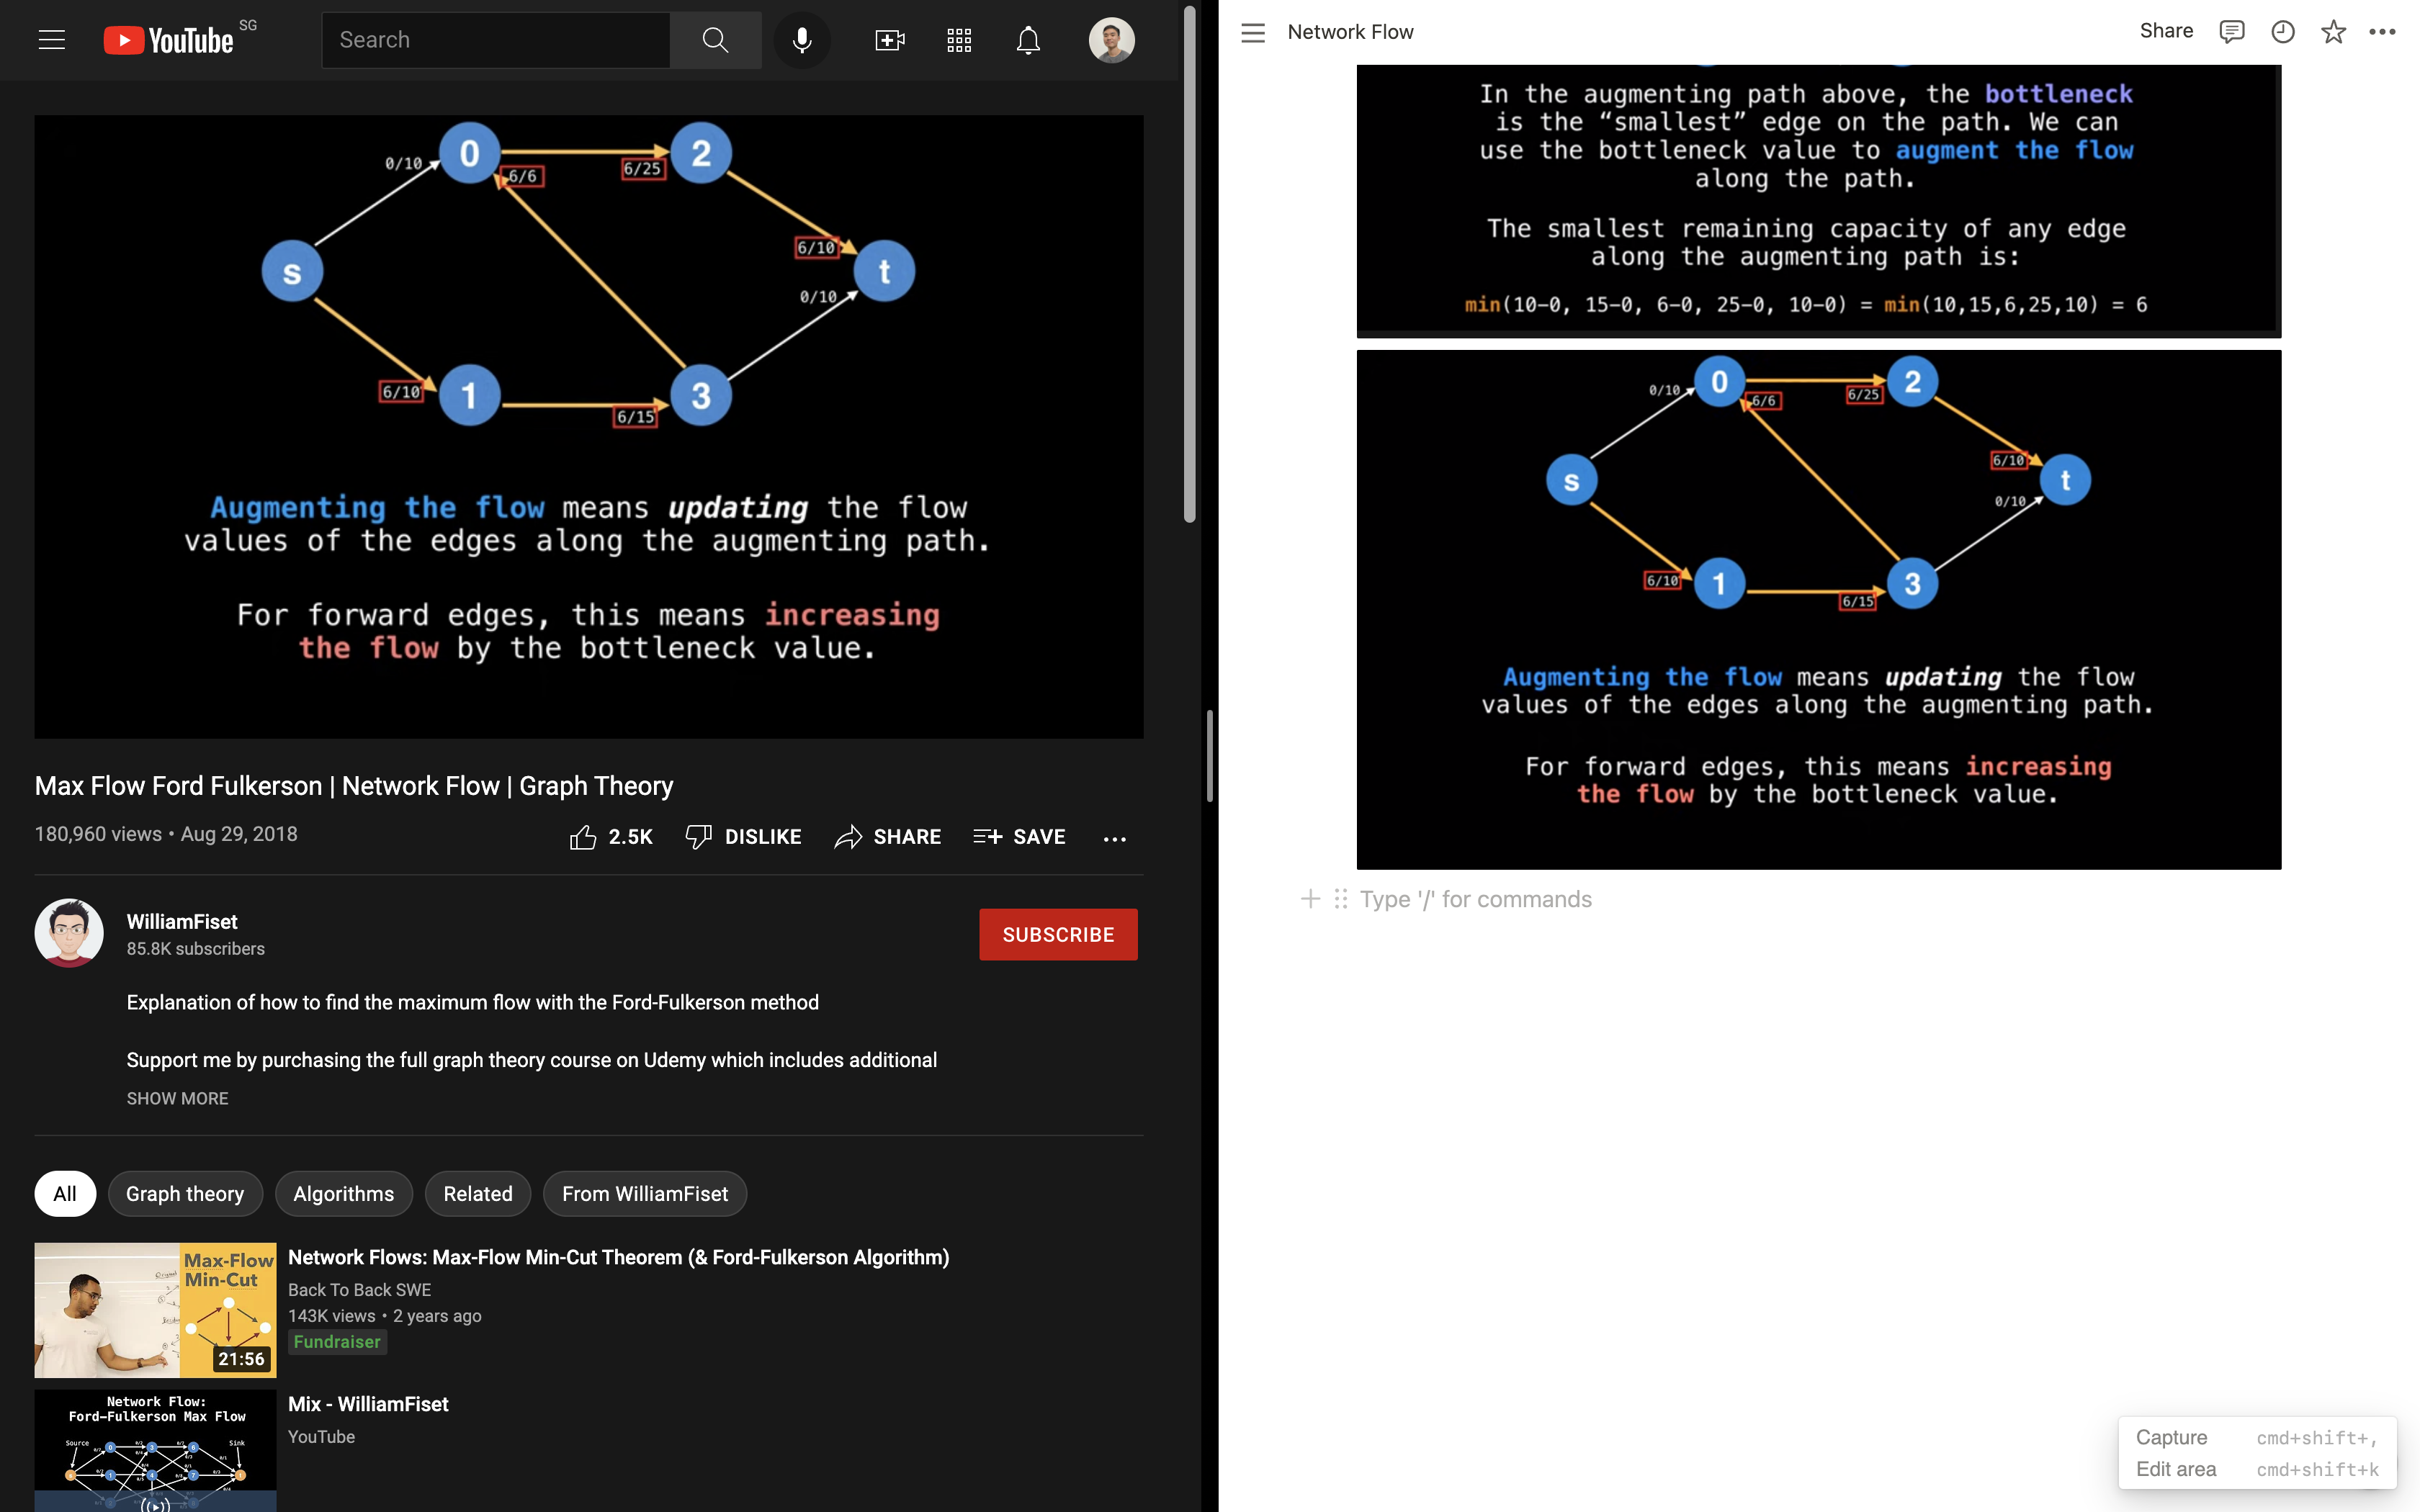 YouTube SG
Search
0/10
0
6/6
6/25
2
6/10
s
t
0/10
6/10
1
6/15
3
Augmenting the flow means updating the flow
values of the edges along the augmenting path.
For forward edges, this means increasing
the flow by the bottleneck value.
Max Flow Ford Fulkerson | Network Flow | Graph Theory
180,960 views • Aug 29, 2018
2.5K
DISLIKE
SHARE
SAVE
WilliamFiset
85.8K subscribers
SUBSCRIBE
Explanation of how to find the maximum flow with the Ford-Fulkerson method
Support me by purchasing the full graph theory course on Udemy which includes additional
SHOW MORE
All
Graph theory
Algorithms
Related
From WilliamFiset
Max-Flow
Min-Cut
21:56
Network Flows: Max-Flow Min-Cut Theorem (& Ford-Fulkerson Algorithm)
Back To Back SWE
143K views • 2 years ago
Fundraiser
Network Flow:
Ford-Fulkerson Max Flow
Source
Sink
Mix - WilliamFiset
YouTube
Network Flow
Share
In the augmenting path above, the bottleneck
is the “smallest” edge on the path. We can
use the bottleneck value to augment the flow
along the path.
The smallest remaining capacity of any edge
along the augmenting path is:
min(10-0, 15-0, 6-0, 25-0, 10-0) = min(10,15,6,25,10) = 6
0/10
0
6/6
6/25
2
6/10
s
t
0/10
6/10
1
6/15
3
Augmenting the flow means updating the flow
values of the edges along the augmenting path.
For forward edges, this means increasing
the flow by the bottleneck value.
Type '/' for commands
Capture cmd+shift+,
Edit area cmd+shift+k